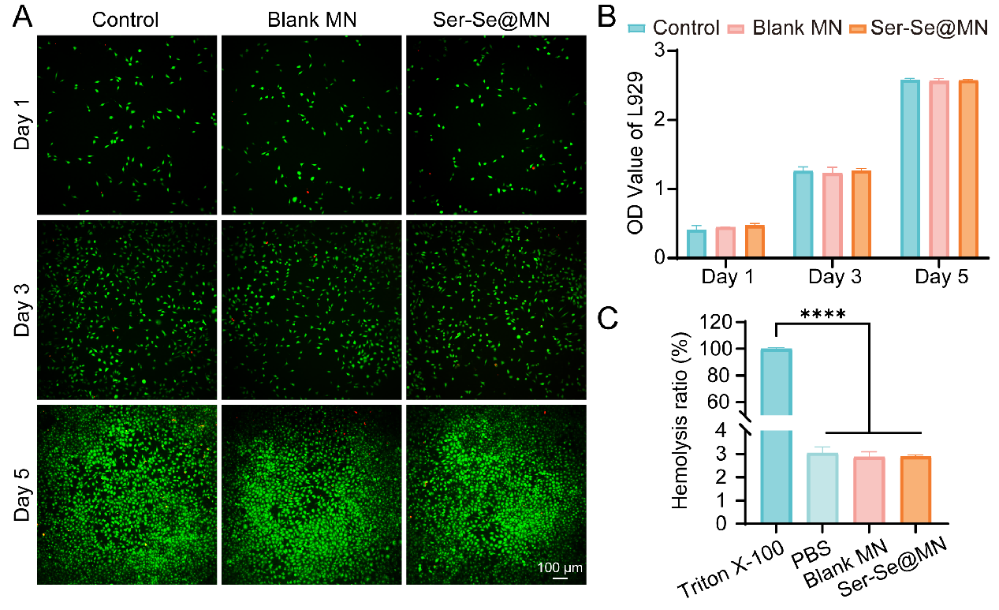 A
Control
Blank MN
Ser-Se@MN
Day 1
Day 3
Day 5
100 μm
B
Control
Blank MN
Ser-Se@MN
OD Value of L929
3
2
1
0
Day 1
Day 3
Day 5
C
****
Hemolysis ratio (%)
120
100
80
60
4
3
2
1
0
Triton X-100
PBS
Blank MN
Ser-Se@MN